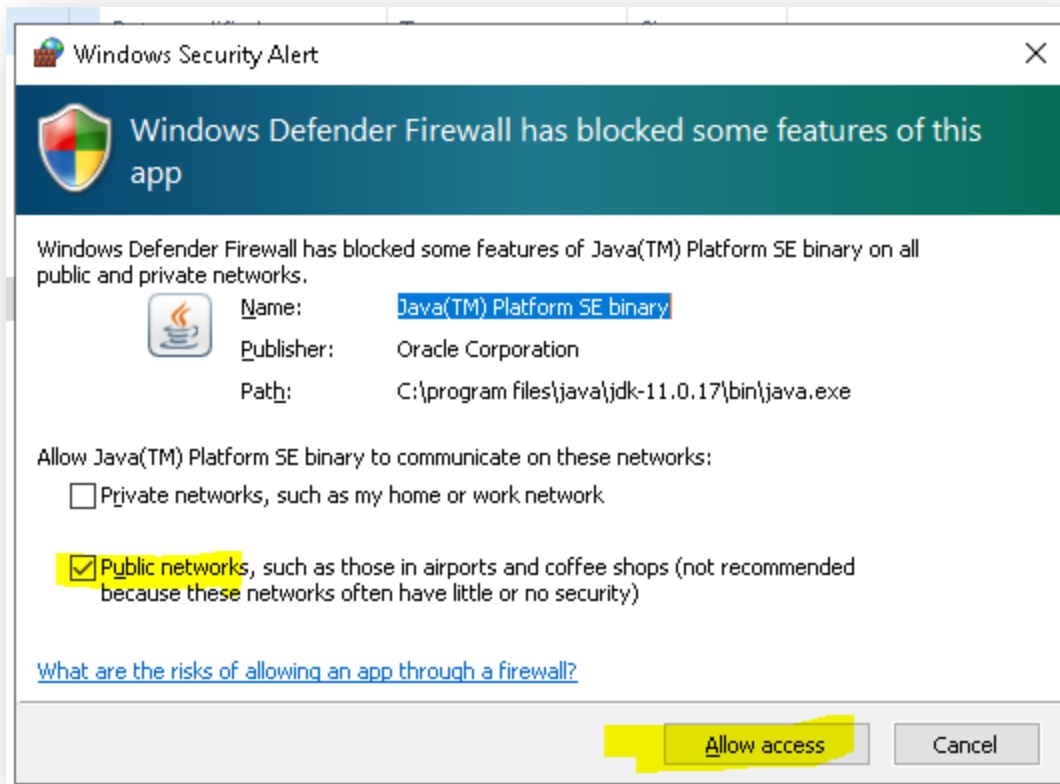 Windows Security Alert
Windows Defender Firewall has blocked some features of this
app
Windows Defender Firewall has blocked some features of Java(TM) Platform SE binary on all
public and private networks.
Name: Java(TM) Platform SE binary
Publisher: Oracle Corporation
Path: C:\program files\java\jdk-11.0.17\bin\java.exe
Allow Java(TM) Platform SE binary to communicate on these networks:
Private networks, such as my home or work network
Public networks, such as those in airports and coffee shops (not recommended
because these networks often have little or no security)
What are the risks of allowing an app through a firewall?
Allow access Cancel